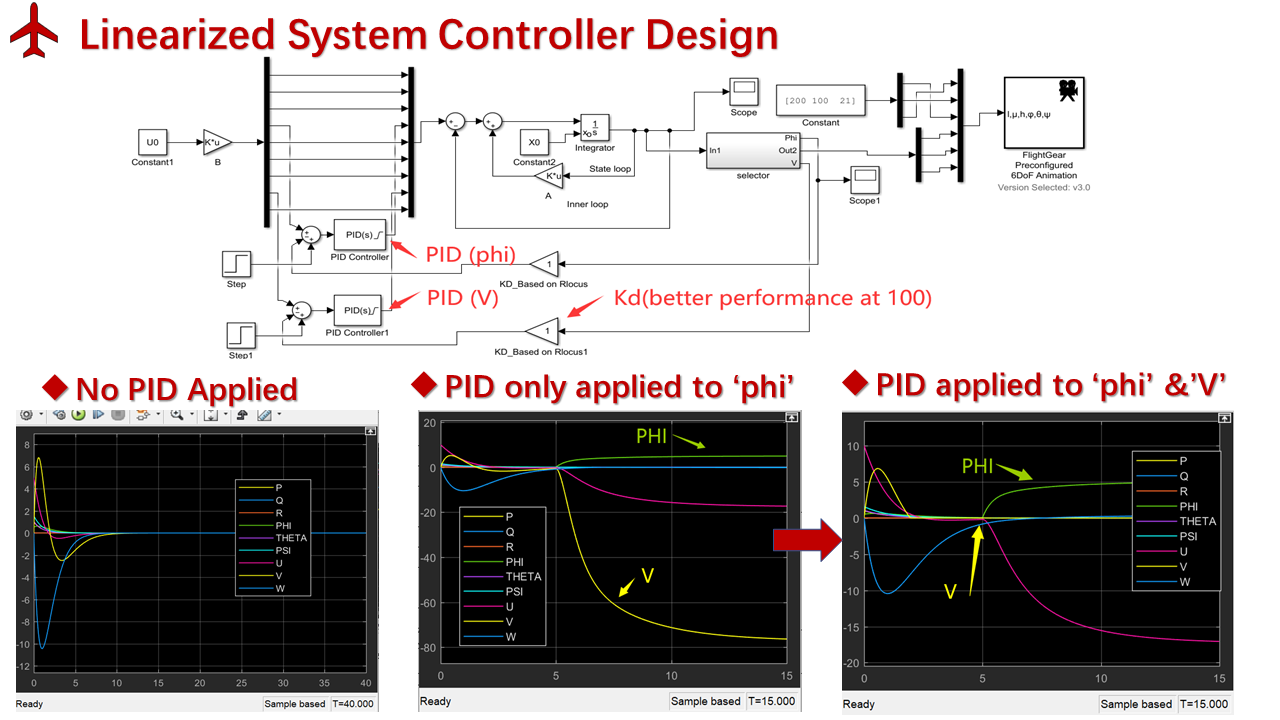 Linearized System Controller Design
U0
Constant1
K*u
B
X0
Constant2
1
s
xo
Integrator
K*u
A
State loop
Inner loop
Scope
[200 100 21]
Constant
In1
Phi
Out2
V
selector
Scope1
l,μ,h,φ,θ,ψ
FlightGear
Preconfigured
6DoF Animation
Version Selected: v3.0
PID(s)
PID Controller
PID (phi)
Step
1
KD_Based on Rlocus
PID(s)
PID Controller1
PID (V)
Kd(better performance at 100)
Step1
1
KD_Based on Rlocus1
No PID Applied
PID only applied to ‘phi’
PID applied to ‘phi’ &’V’
8
6
4
2
0
-2
-4
-6
-8
-10
-12
0 5 10 15 20 25 30 35 40
P
Q
R
PHI
THETA
PSI
U
V
W
Ready Sample based T=40.000
20
0
-20
-40
-60
-80
0 5 10 15
PHI
V
P
Q
R
PHI
THETA
PSI
U
V
W
Ready Sample based T=15.000
10
5
0
-5
-10
-15
-20
0 5 10 15
PHI
V
P
Q
R
PHI
THETA
PSI
U
V
W
Ready Sample based T=15.000